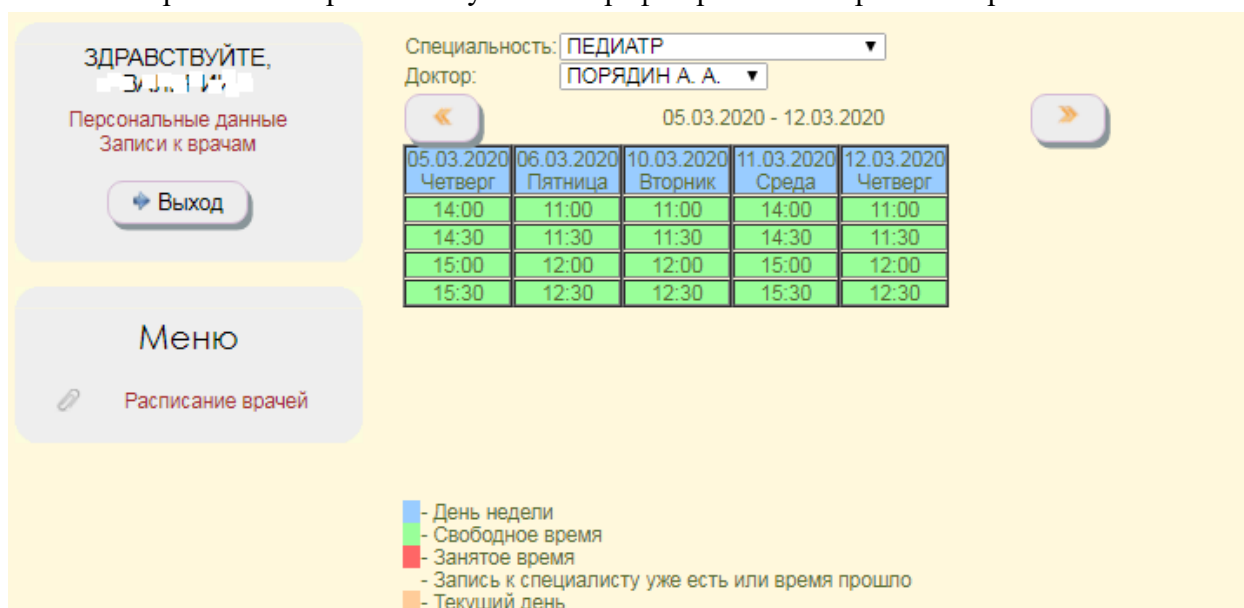 ЗДРАВСТВУЙТЕ,
Персональные данные
Записи к врачам
Выход
Меню
Расписание врачей
Специальность: ПЕДИАТР
Доктор: ПОРЯДИН А. А.
05.03.2020 - 12.03.2020
05.03.2020 06.03.2020 10.03.2020 11.03.2020 12.03.2020
Четверг Пятница Вторник Среда Четверг
14:00 11:00 11:00 14:00 11:00
14:30 11:30 11:30 14:30 11:30
15:00 12:00 12:00 15:00 12:00
15:30 12:30 12:30 15:30 12:30
- День недели
- Свободное время
- Занятое время
- Запись к специалисту уже есть или время прошло
- Текущий день